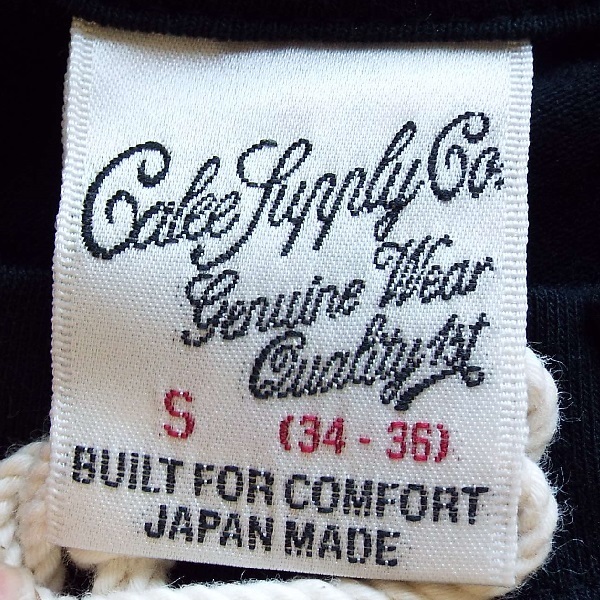 Calee Supply Co.
Genuine Wear
Quality 1st
S (34 - 36)
BUILT FOR COMFORT
JAPAN MADE